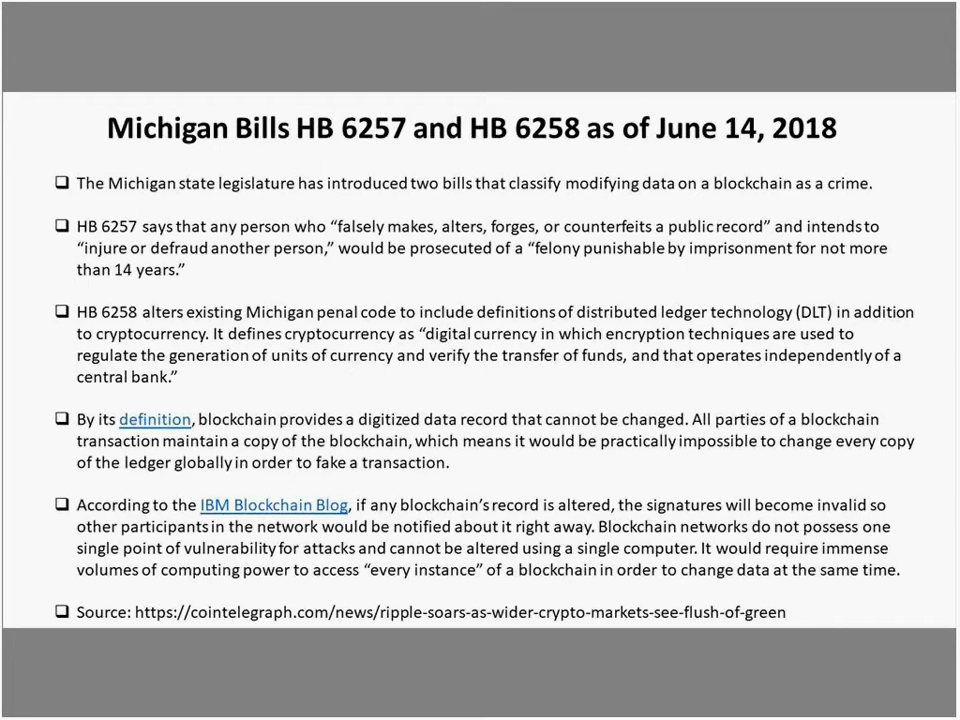 Michigan Bills HB 6257 and HB 6258 as of June 14, 2018
❑ The Michigan state legislature has introduced two bills that classify modifying data on a blockchain as a crime.
❑ HB 6257 says that any person who “falsely makes, alters, forges, or counterfeits a public record” and intends to
“injure or defraud another person,” would be prosecuted of a “felony punishable by imprisonment for not more
than 14 years.”
❑ HB 6258 alters existing Michigan penal code to include definitions of distributed ledger technology (DLT) in addition
to cryptocurrency. It defines cryptocurrency as “digital currency in which encryption techniques are used to
regulate the generation of units of currency and verify the transfer of funds, and that operates independently of a
central bank.”
❑ By its definition, blockchain provides a digitized data record that cannot be changed. All parties of a blockchain
transaction maintain a copy of the blockchain, which means it would be practically impossible to change every copy
of the ledger globally in order to fake a transaction.
❑ According to the IBM Blockchain Blog, if any blockchain’s record is altered, the signatures will become invalid so
other participants in the network would be notified about it right away. Blockchain networks do not possess one
single point of vulnerability for attacks and cannot be altered using a single computer. It would require immense
volumes of computing power to access “every instance” of a blockchain in order to change data at the same time.
❑ Source: https://cointelegraph.com/news/ripple-soars-as-wider-crypto-markets-see-flush-of-green